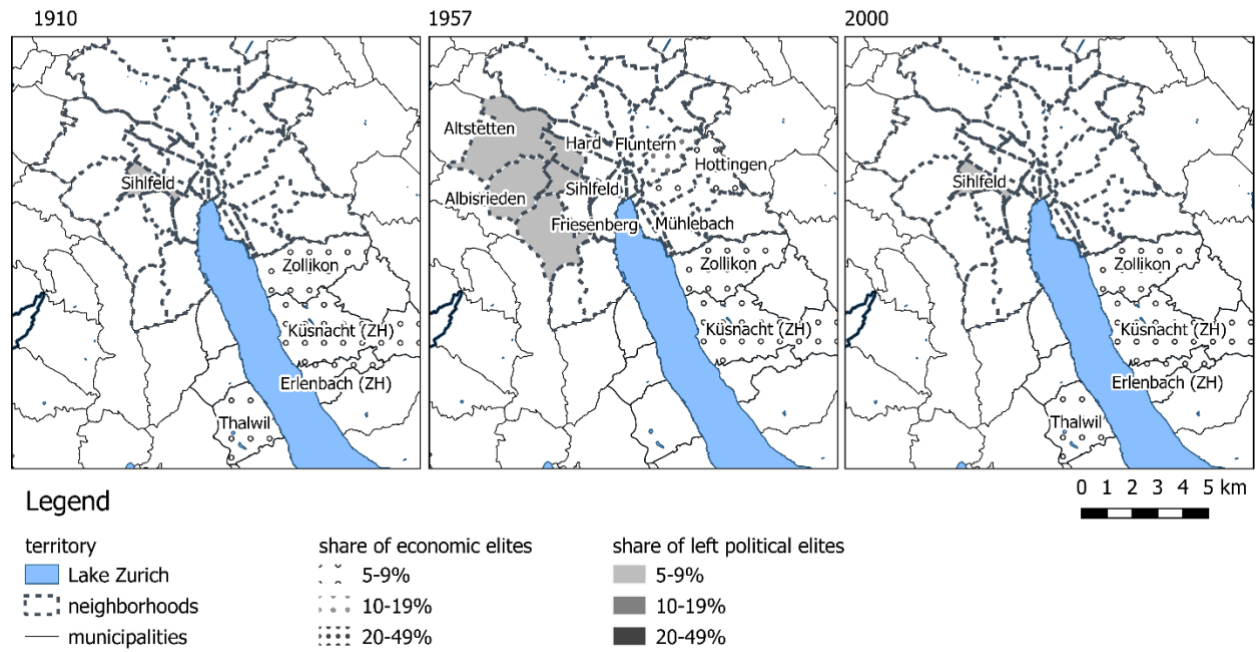 1910
1957
2000
Sihlfeld
Zollikon
Küsnacht (ZH)
Erlenbach (ZH)
Thalwil
Altstetten
Hard
Fluntern
Hottingen
Albisrieden
Sihlfeld
Friesenberg
Mühlebach
Zollikon
Küsnacht (ZH)
Sihlfeld
Zollikon
Küsnacht (ZH)
Erlenbach (ZH)
Thalwil
0 1 2 3 4 5 km
Legend
territory
Lake Zurich
neighborhoods
municipalities
share of economic elites
5-9%
10-19%
20-49%
share of left political elites
5-9%
10-19%
20-49%